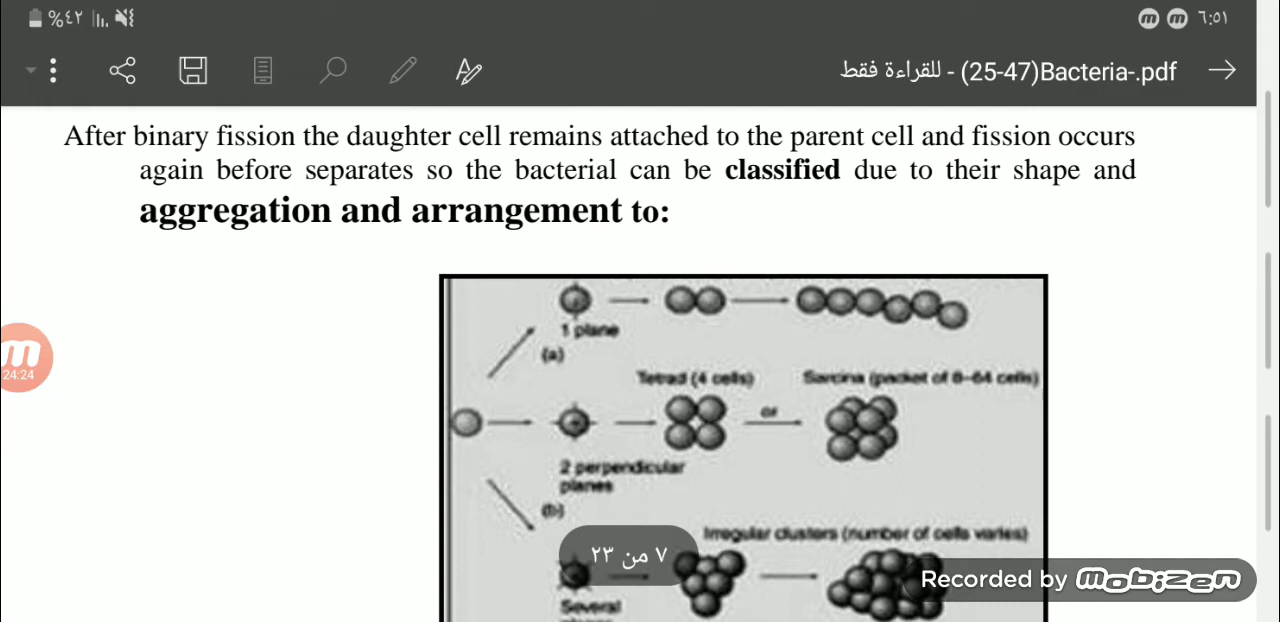 %٤٢
٦:٥١
(25-47)Bacteria-.pdf - للقراءة فقط
After binary fission the daughter cell remains attached to the parent cell and fission occurs
again before separates so the bacterial can be classified due to their shape and
aggregation and arrangement to:
1 plane
(a)
Tetrad (4 cells)
Sarcina (packet of 8–64 cells)
or
2 perpendicular
planes
(b)
Irregular clusters (number of cells varies)
٧ من ٢٣
Several
24:24
Recorded by Mobizen